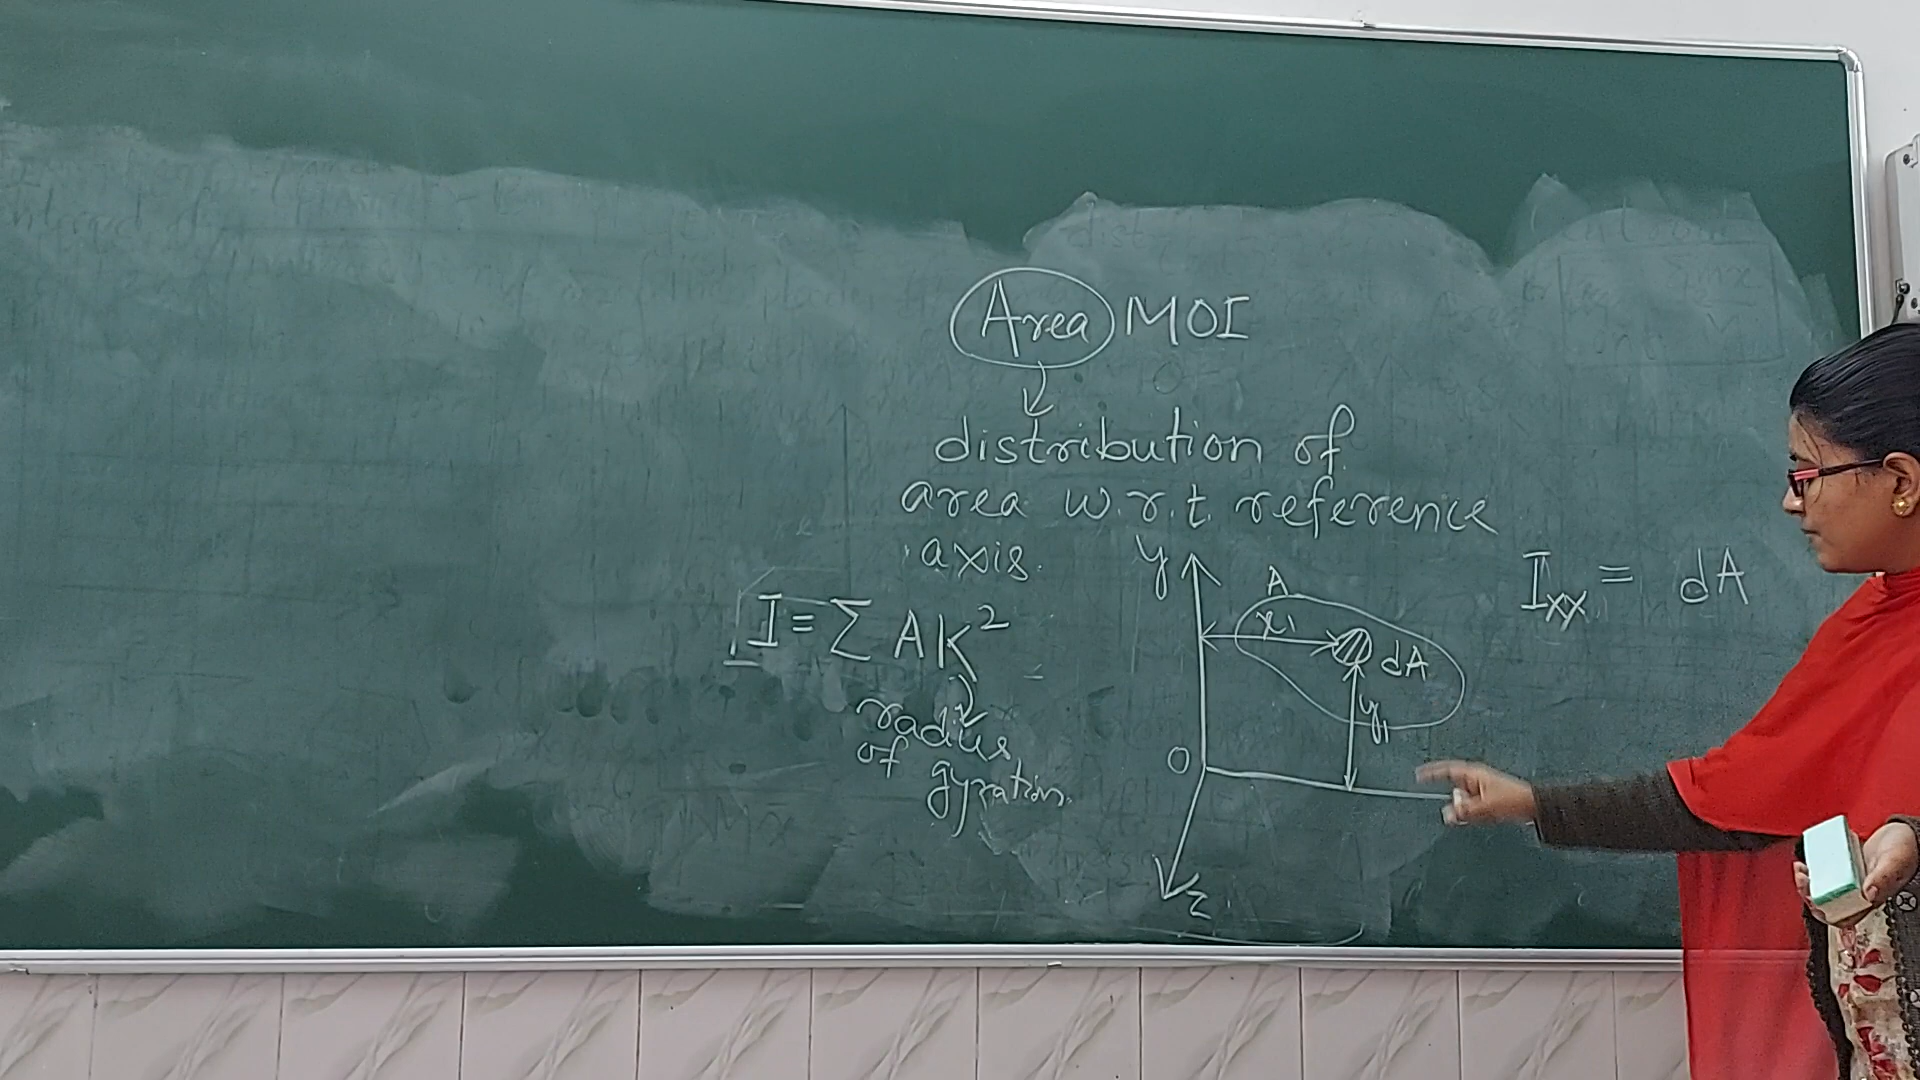 Area MOI
distribution of
area w.r.t. reference
axis.
I = Σ AK²
radius
of gyration.
y
A
x₁
dA
y₁
O
z
Ixx = dA